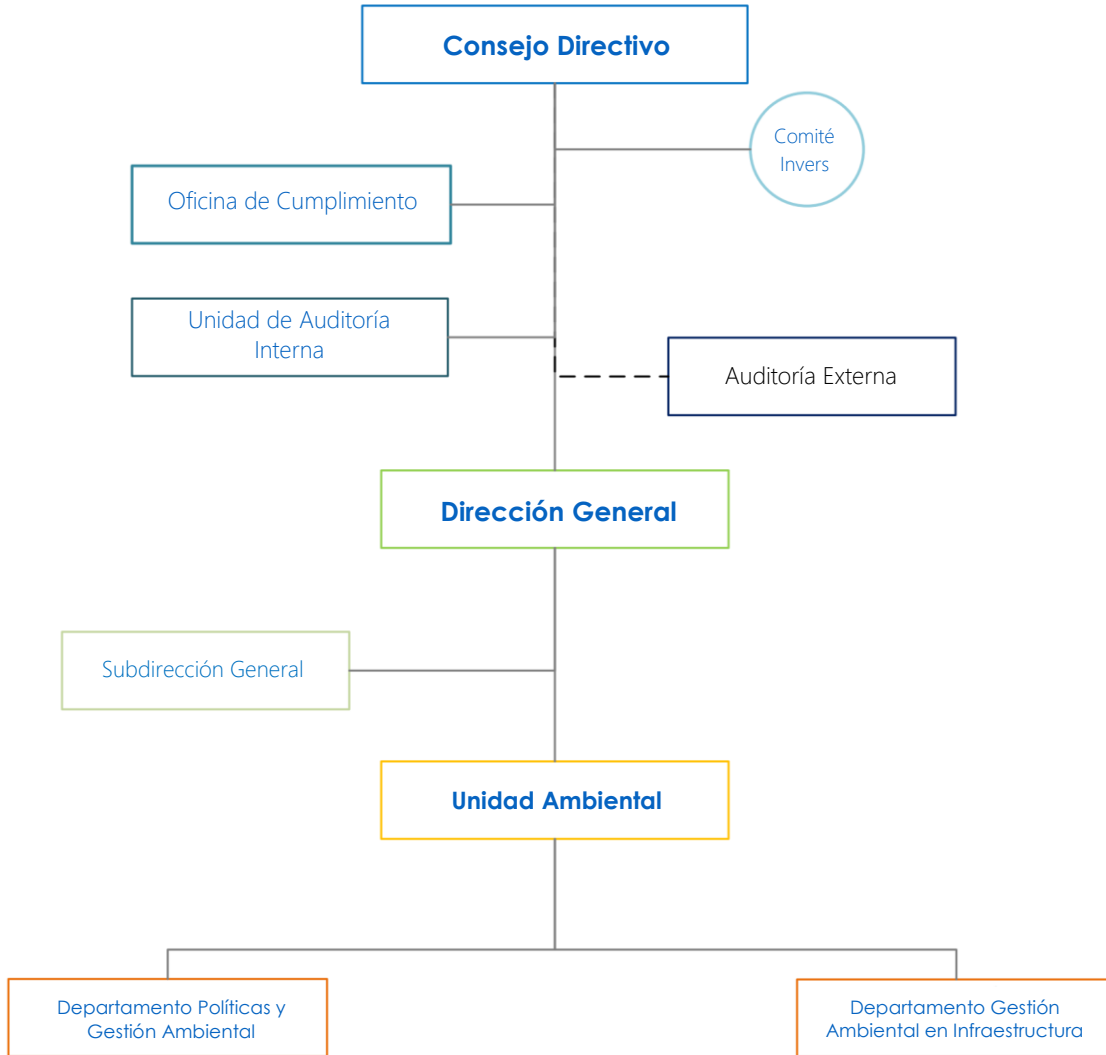 Consejo Directivo
Comité
Invers
Oficina de Cumplimiento
Unidad de Auditoría
Interna
Auditoría Externa
Dirección General
Subdirección General
Unidad Ambiental
Departamento Políticas y
Gestión Ambiental
Departamento Gestión
Ambiental en Infraestructura